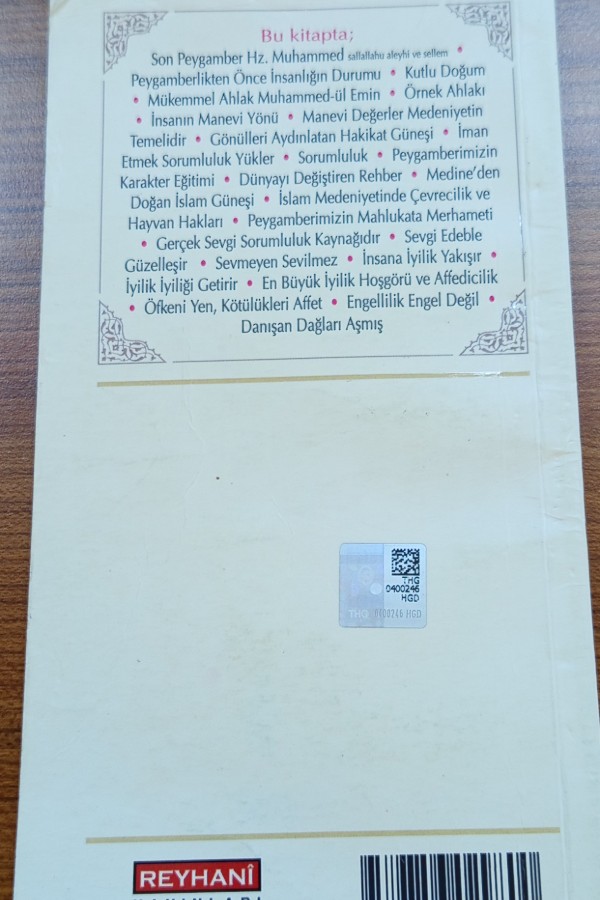 Bu kitapta;
Son Peygamber Hz. Muhammed sallallahu aleyhi ve sellem •
Peygamberlikten Önce İnsanlığın Durumu • Kutlu Doğum
• Mükemmel Ahlak Muhammed-ül Emin • Örnek Ahlakı
• İnsanın Manevi Yönü • Manevi Değerler Medeniyetin
Temelidir • Gönülleri Aydınlatan Hakikat Güneşi • İman
Etmek Sorumluluk Yükler • Sorumluluk • Peygamberimizin
Karakter Eğitimi • Dünyayı Değiştiren Rehber • Medine'den
Doğan İslam Güneşi • İslam Medeniyetinde Çevrecilik ve
Hayvan Hakları • Peygamberimizin Mahlukata Merhameti
• Gerçek Sevgi Sorumluluk Kaynağıdır • Sevgi Edeble
Güzelleşir • Sevmeyen Sevilmez • İnsana İyilik Yakışır •
İyilik İyiliği Getirir • En Büyük İyilik Hoşgörü ve Affedicilik
• Öfkeni Yen, Kötülükleri Affet • Engellilik Engel Değil •
Danışan Dağları Aşmış
THG
0400246
HGD
THG 0400246 HGD
REYHANÎ